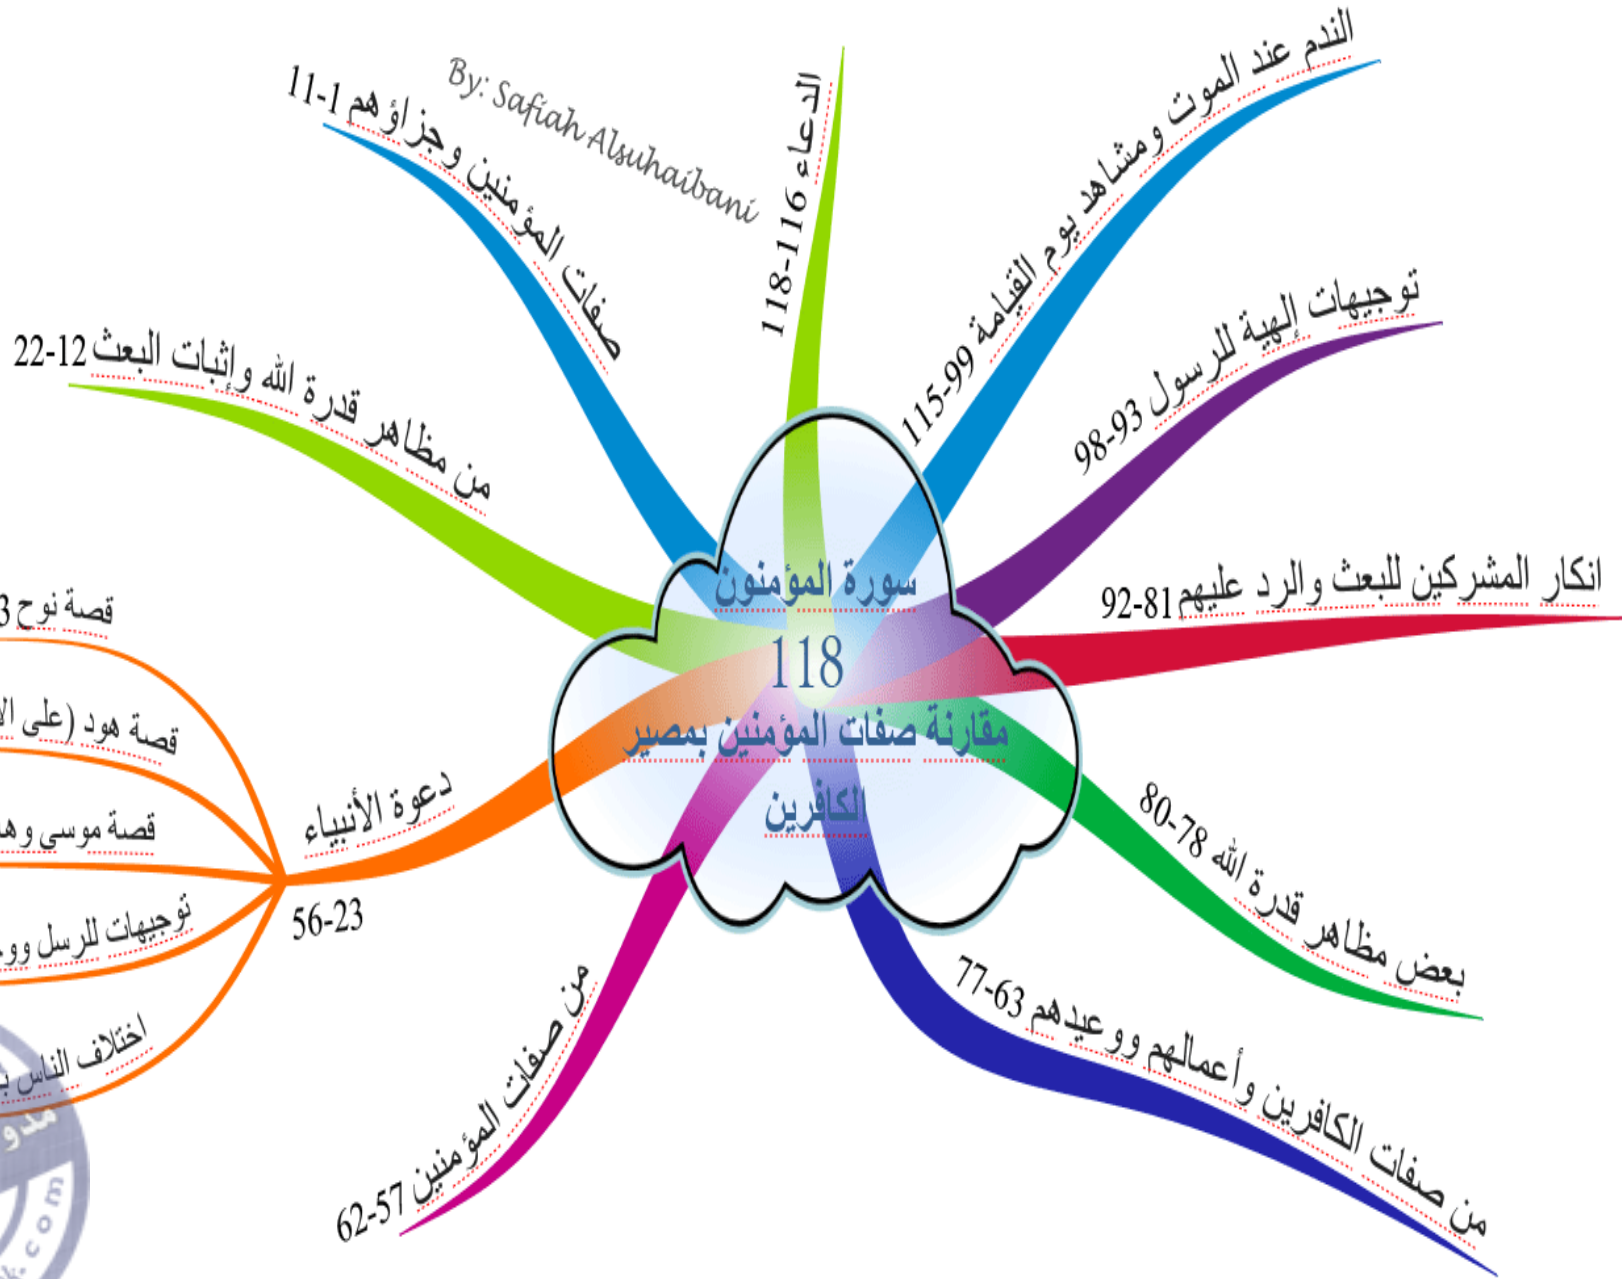 سورة المؤمنون
118
مقارنة صفات المؤمنين بمصير
الكافرين
By: Safiah Alsuhaibani
صفات المؤمنين وجزاؤهم 1-11
من مظاهر قدرة الله وإثبات البعث 12-22
دعوة الأنبياء
23-56
قصة نوح
قصة هود (على
قصة موسى
توجيهات للرسل
اختلاف الناس
من صفات المؤمنين 57-62
من صفات الكافرين وأعمالهم ووعيدهم 63-77
بعض مظاهر قدرة الله 78-80
انكار المشركين للبعث والرد عليهم 81-92
توجيهات إلهية للرسول 93-98
الندم عند الموت ومشاهد يوم القيامة 99-115
الدعاء 116-118